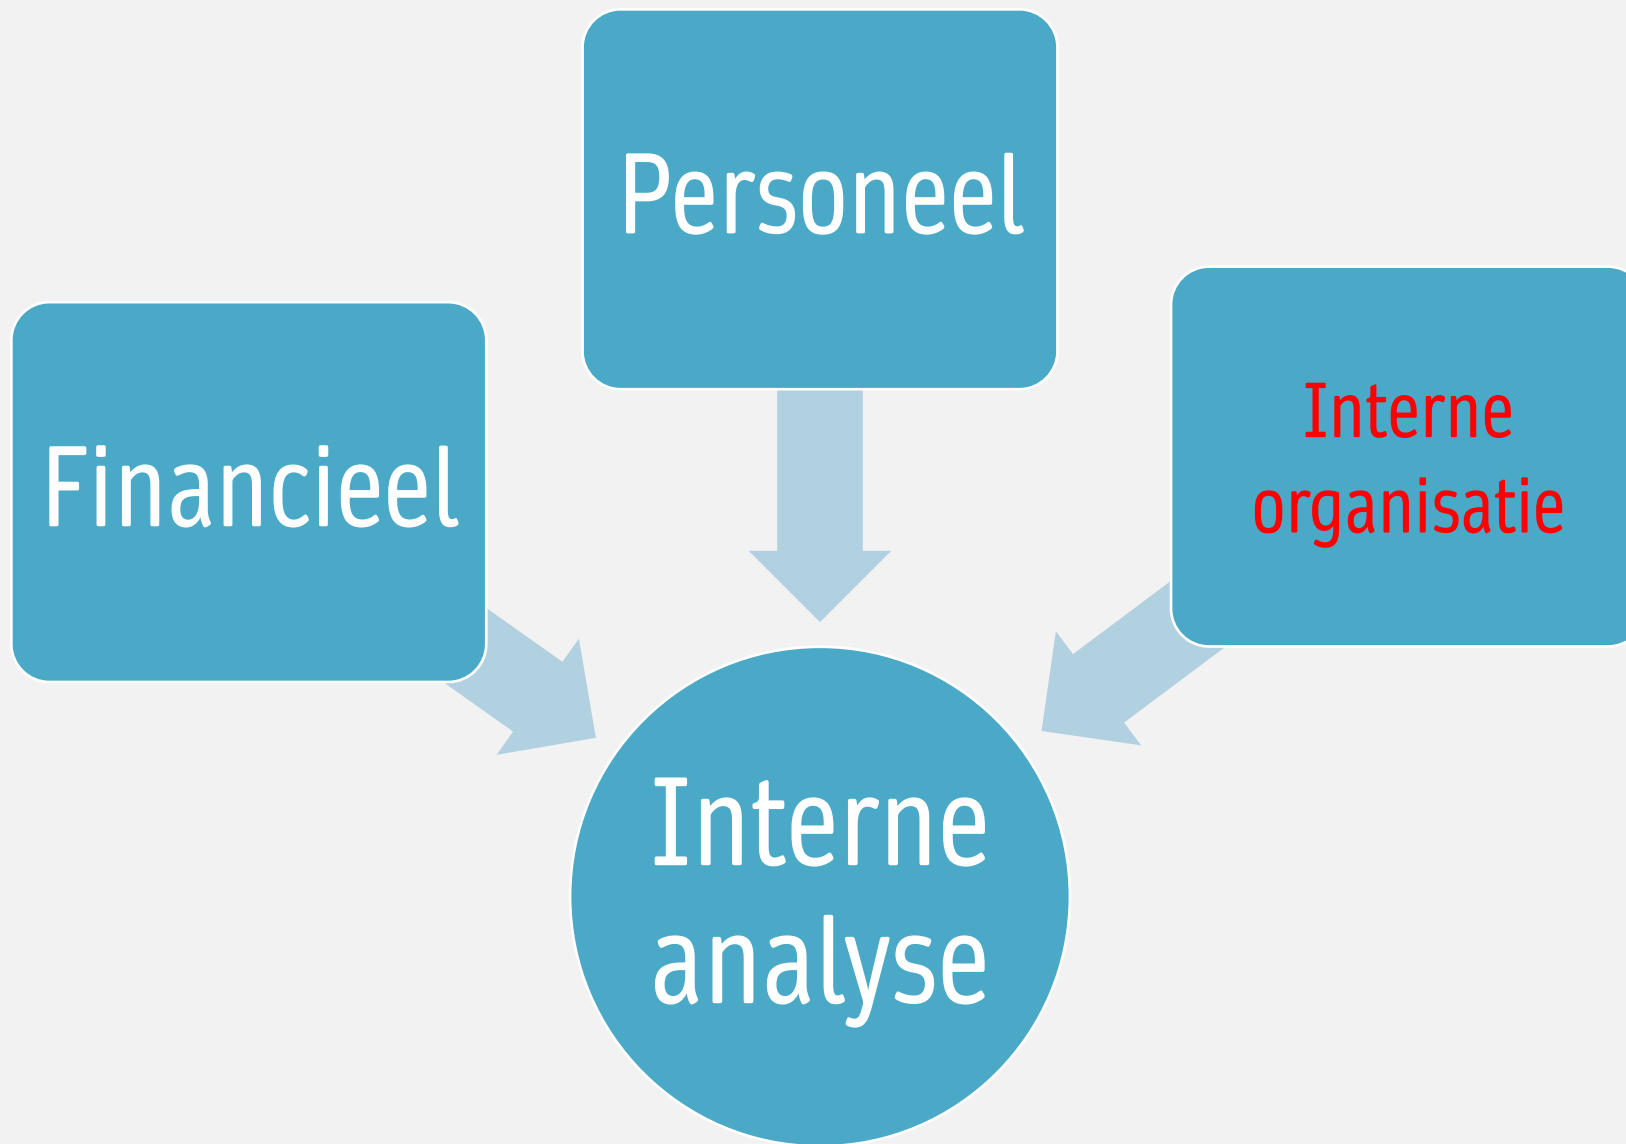 Personeel
Financieel
Interne
organisatie
Interne
analyse